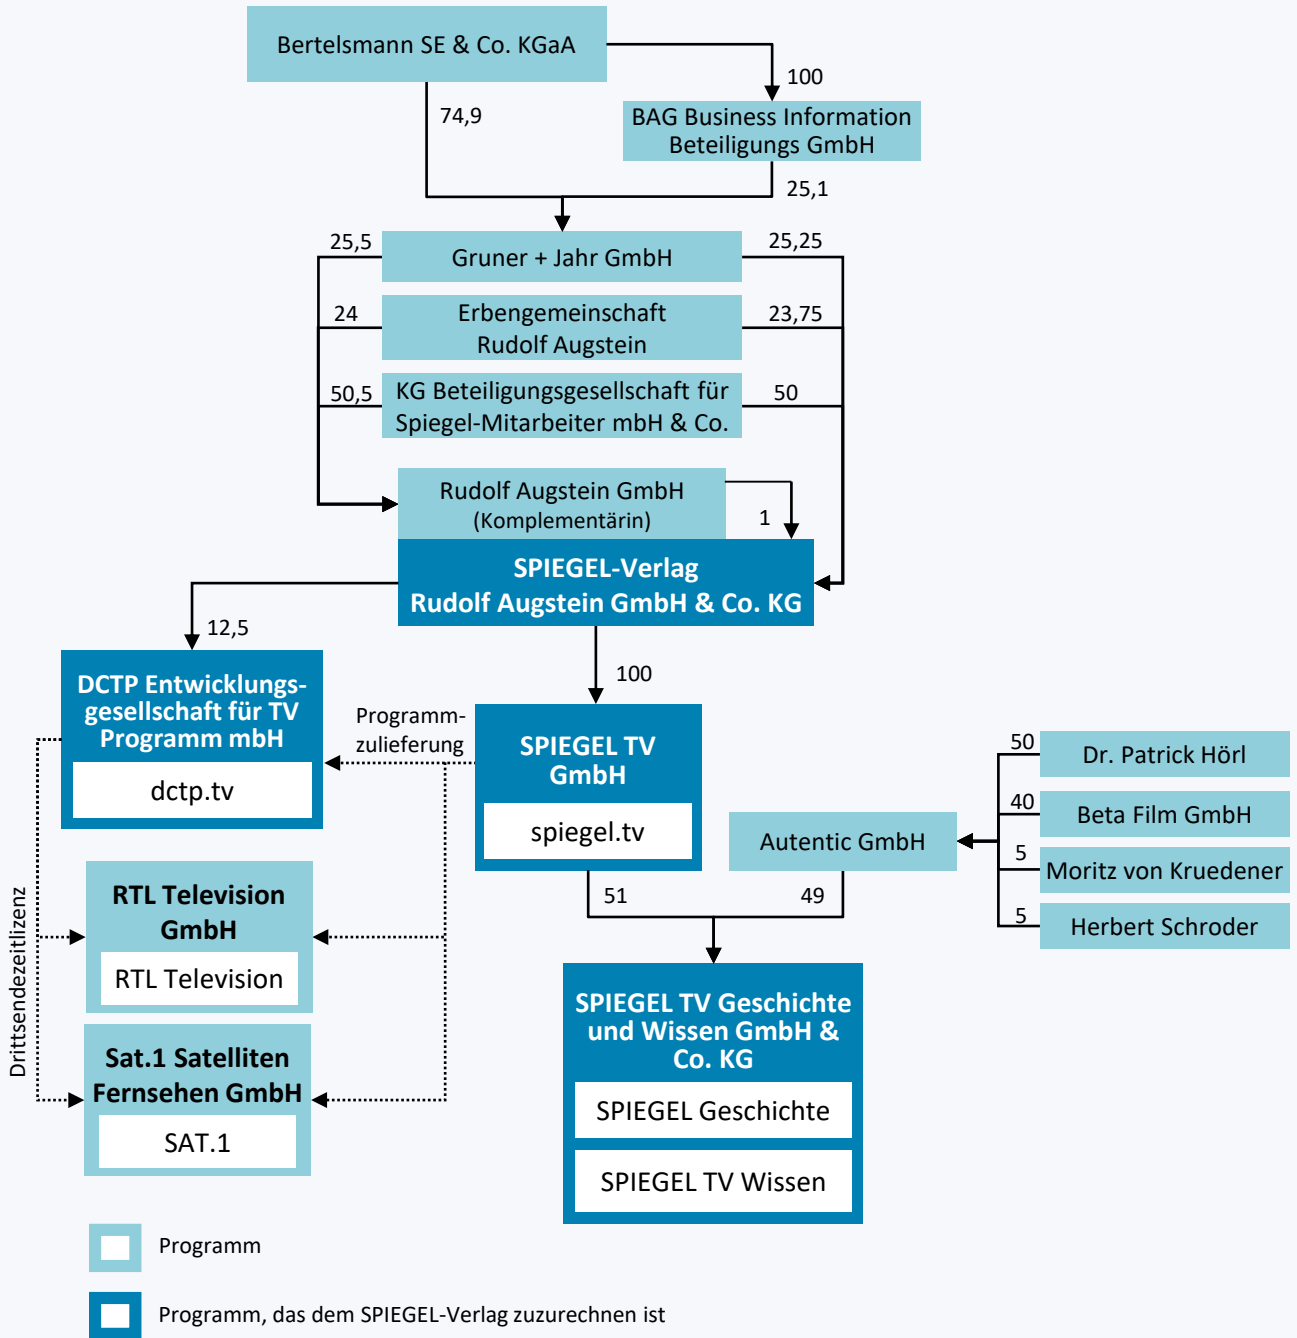 Bertelsmann SE & Co. KGaA
100
74,9
BAG Business Information
Beteiligungs GmbH
25,1
25,5
Gruner + Jahr GmbH
25,25
24
Erbengemeinschaft
Rudolf Augstein
23,75
50,5
KG Beteiligungsgesellschaft für
Spiegel-Mitarbeiter mbH & Co.
50
Rudolf Augstein GmbH
(Komplementärin)
1
SPIEGEL-Verlag
Rudolf Augstein GmbH & Co. KG
12,5
100
DCTP Entwicklungs-
gesellschaft für TV
Programm mbH
dctp.tv
Programm-
zulieferung
SPIEGEL TV
GmbH
spiegel.tv
Autentic GmbH
50
Dr. Patrick Hörl
40
Beta Film GmbH
5
Moritz von Kruedener
5
Herbert Schroder
51
49
Drittsendezeitlizenz
RTL Television
GmbH
RTL Television
Sat.1 Satelliten
Fernsehen GmbH
SAT.1
SPIEGEL TV Geschichte
und Wissen GmbH &
Co. KG
SPIEGEL Geschichte
SPIEGEL TV Wissen
Programm
Programm, das dem SPIEGEL-Verlag zuzurechnen ist